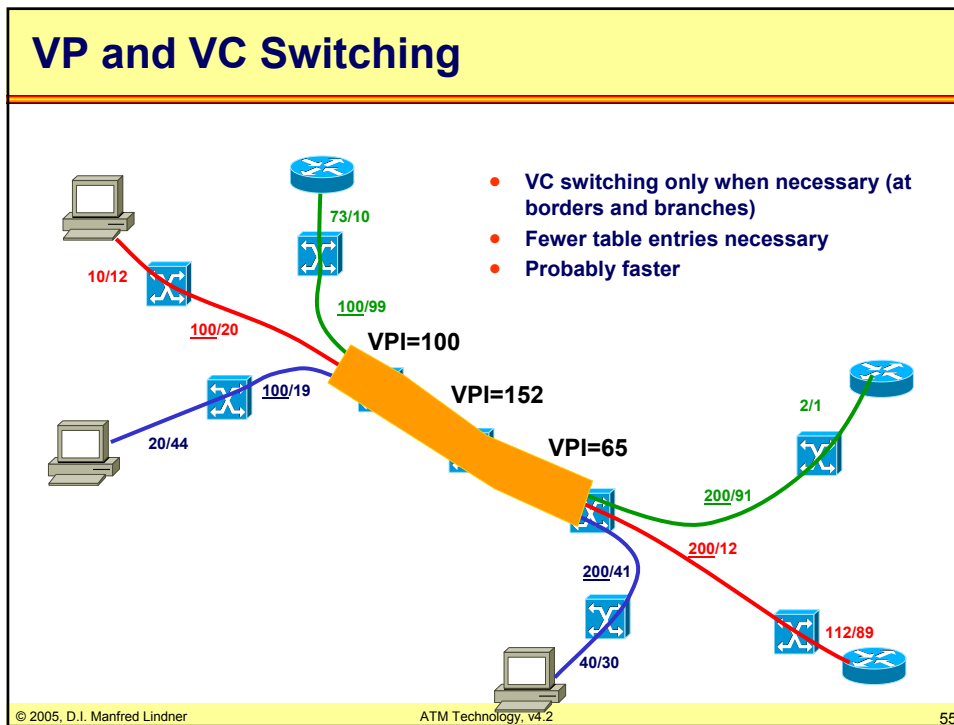 VP and VC Switching
• VC switching only when necessary (at
borders and branches)
• Fewer table entries necessary
• Probably faster
73/10
10/12
100/99
100/20
VPI=100
100/19
VPI=152
20/44
VPI=65
2/1
200/91
200/12
200/41
112/89
40/30
© 2005, D.I. Manfred Lindner
ATM Technology, v4.2
55